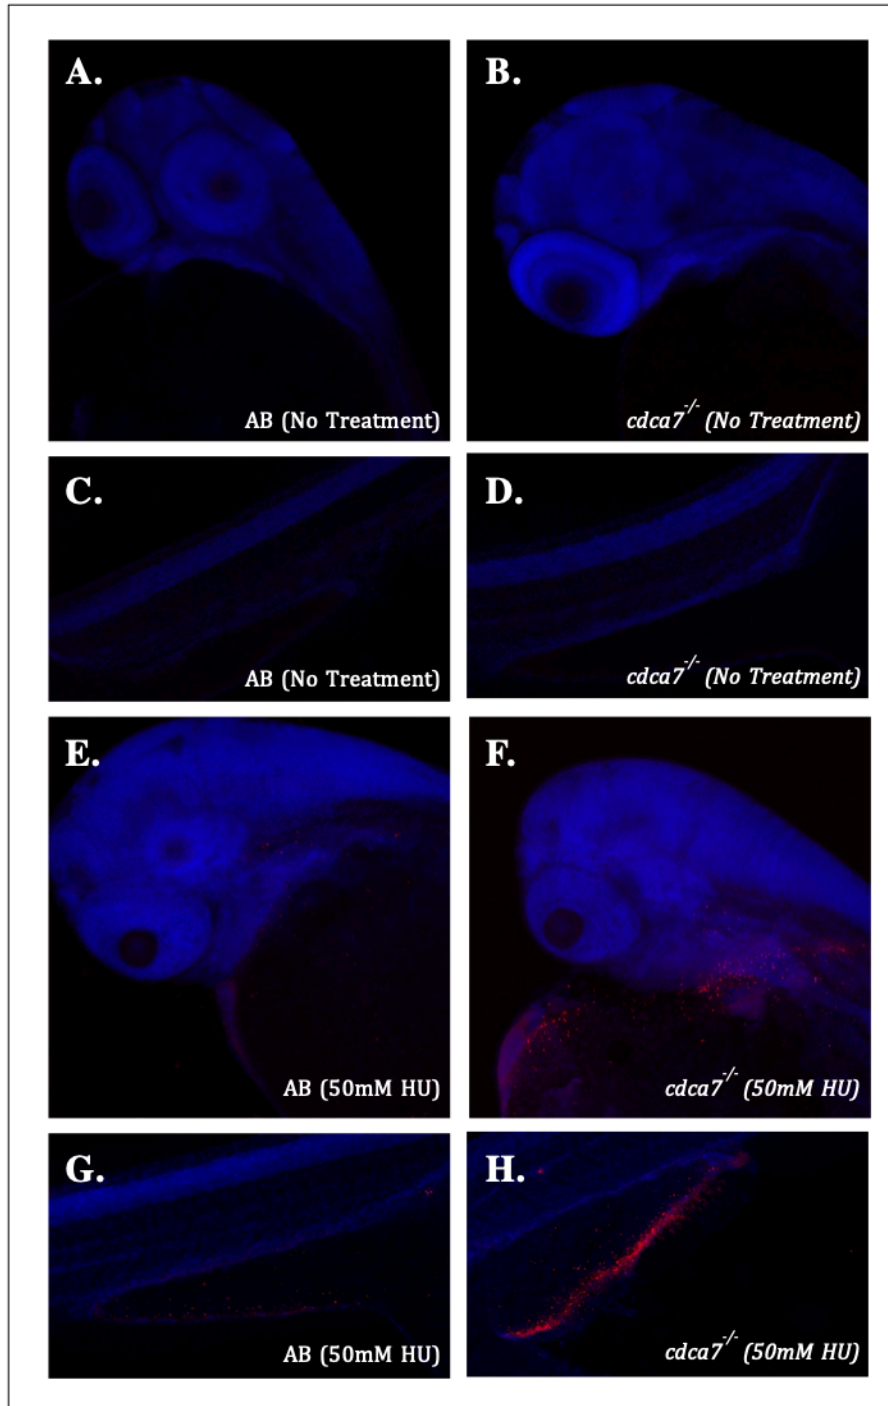 A.
AB (No Treatment)
B.
cdca7-/- (No Treatment)
C.
AB (No Treatment)
D.
cdca7-/- (No Treatment)
E.
AB (50mM HU)
F.
cdca7-/- (50mM HU)
G.
AB (50mM HU)
H.
cdca7-/- (50mM HU)